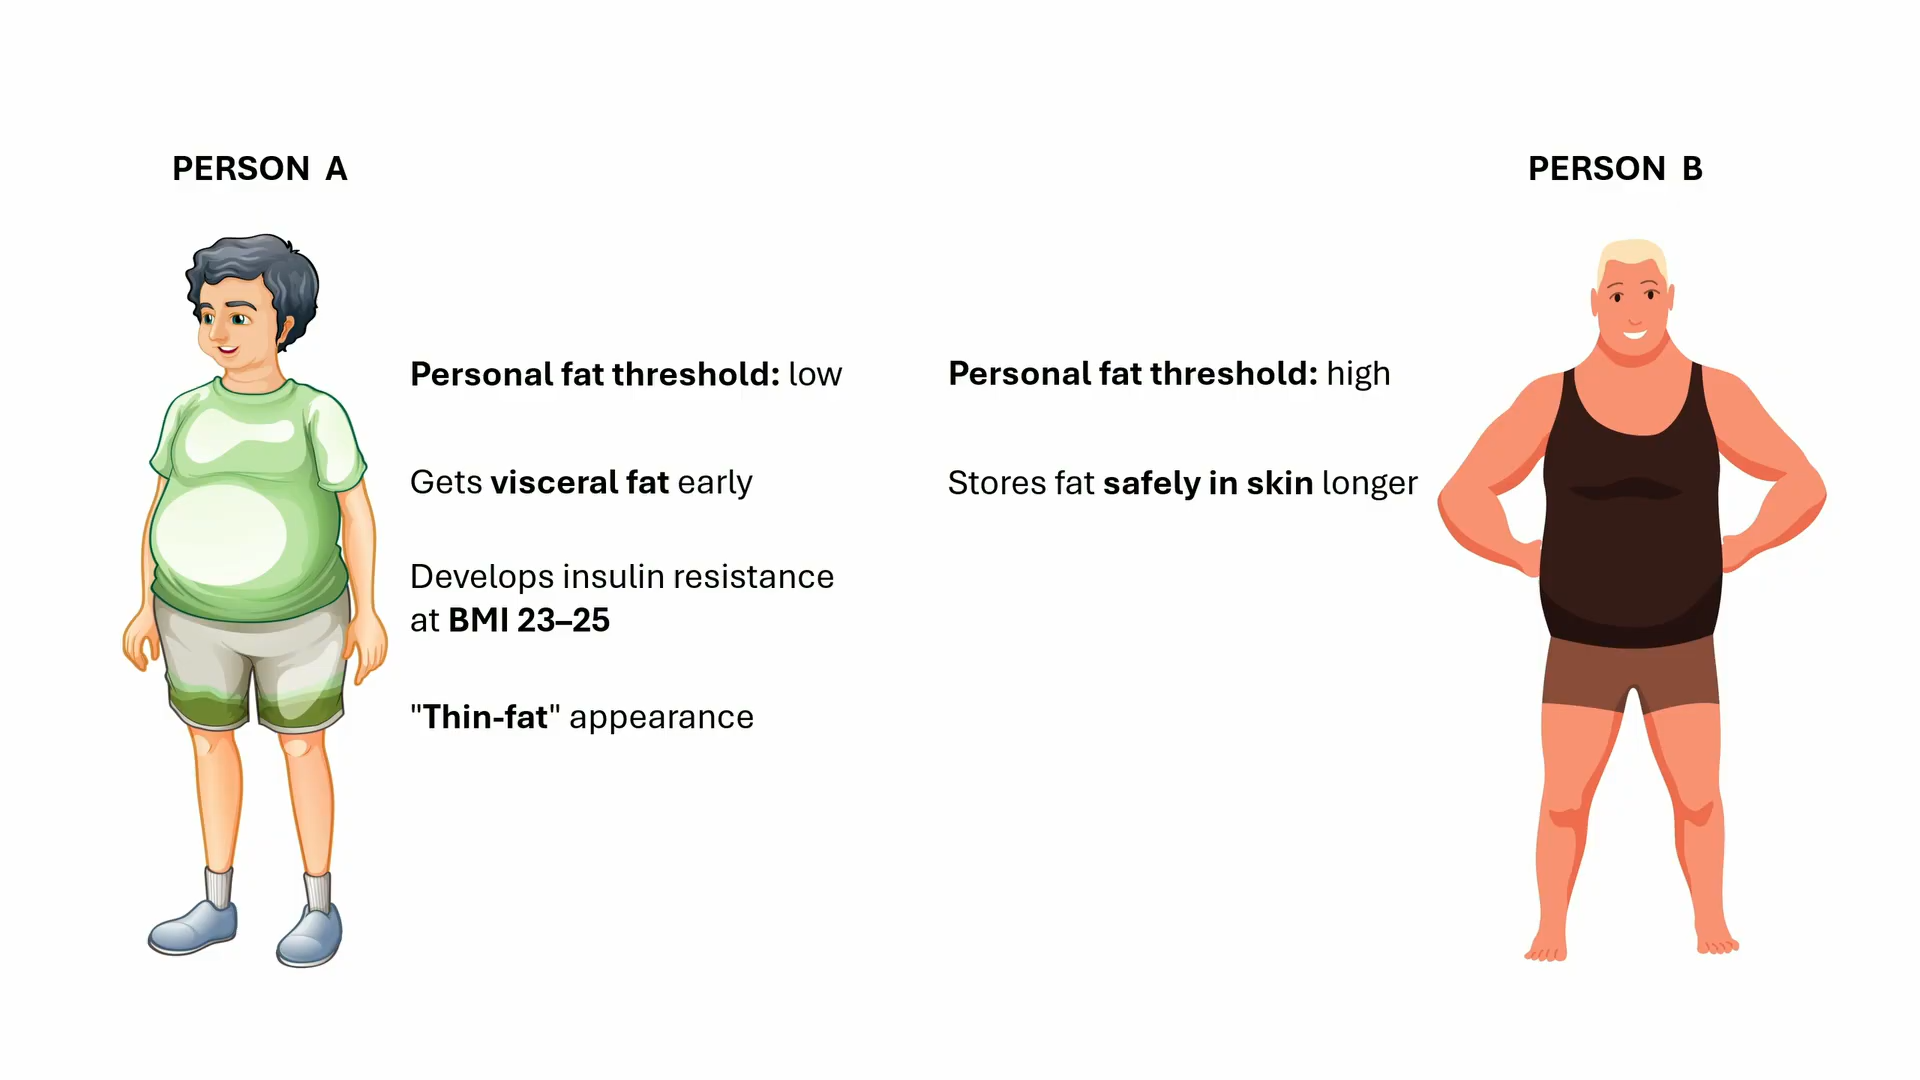 PERSON A
Personal fat threshold: low
Gets visceral fat early
Develops insulin resistance
at BMI 23–25
"Thin-fat" appearance
PERSON B
Personal fat threshold: high
Stores fat safely in skin longer